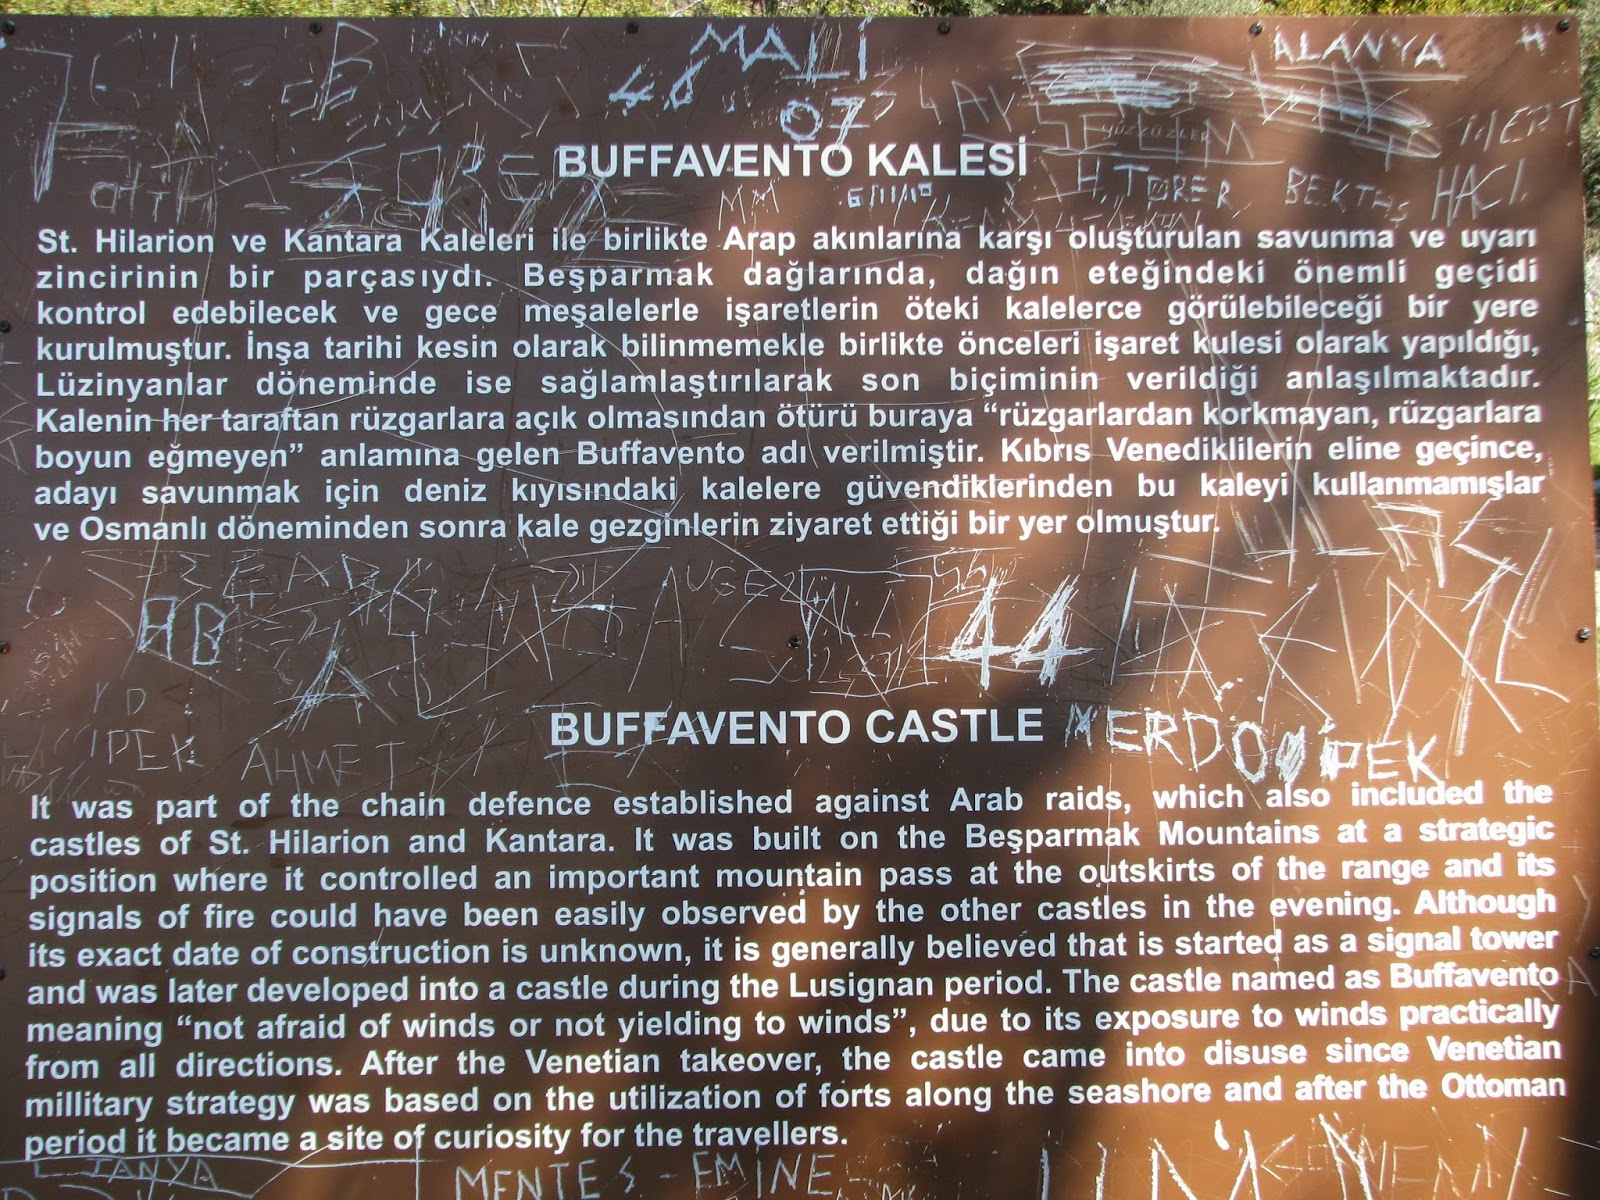 MALİ
ALANYA H
48
07
SELİM
YÜZZÜZLER
MERT
BUFFAVENTO KALESİ
H.TÖRER BEKTAŞ HACI.
MM 6/11/10
St. Hilarion ve Kantara Kaleleri ile birlikte Arap akınlarına karşı oluşturulan savunma ve uyarı
zincirinin bir parçasıydı. Beşparmak dağlarında, dağın eteğindeki önemli geçidi
kontrol edebilecek ve gece meşalelerle işaretlerin öteki kalelerce görülebileceği bir yere
kurulmuştur. İnşa tarihi kesin olarak bilinmemekle birlikte önceleri işaret kulesi olarak yapıldığı,
Lüzinyanlar döneminde ise sağlamlaştırılarak son biçiminin verildiği anlaşılmaktadır.
Kalenin her taraftan rüzgarlara açık olmasından ötürü buraya “rüzgarlardan korkmayan, rüzgarlara
boyun eğmeyen” anlamına gelen Buffavento adı verilmiştir. Kıbrıs Venediklilerin eline geçince,
adayı savunmak için deniz kıyısındaki kalelere güvendiklerinden bu kaleyi kullanmamışlar
ve Osmanlı döneminden sonra kale gezginlerin ziyaret ettiği bir yer olmuştur.
44
YD
BUFFAVENTO CASTLE MERDO İPEK
İPEK AHMET
It was part of the chain defence established against Arab raids, which also included the
castles of St. Hilarion and Kantara. It was built on the Beşparmak Mountains at a strategic
position where it controlled an important mountain pass at the outskirts of the range and its
signals of fire could have been easily observed by the other castles in the evening. Although
its exact date of construction is unknown, it is generally believed that is started as a signal tower
and was later developed into a castle during the Lusignan period. The castle named as Buffavento
meaning “not afraid of winds or not yielding to winds”, due to its exposure to winds practically
from all directions. After the Venetian takeover, the castle came into disuse since Venetian
millitary strategy was based on the utilization of forts along the seashore and after the Ottoman
period it became a site of curiosity for the travellers.
TANYA
MENTEŞ - EMİNE